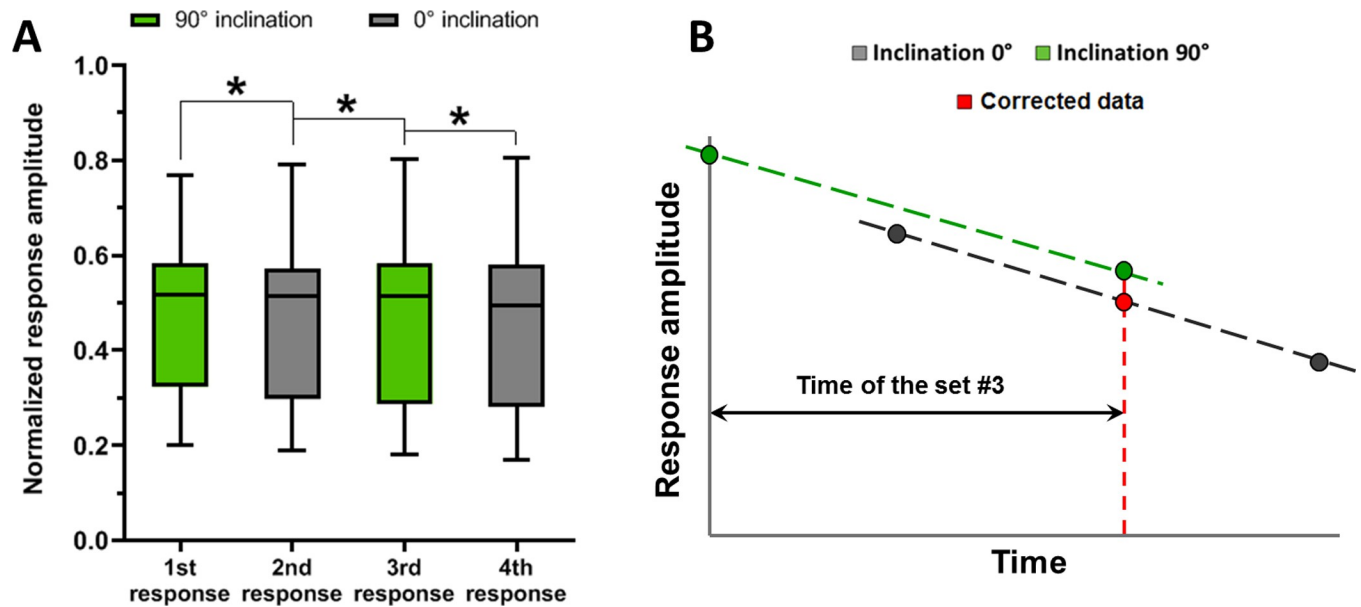 A
90° inclination
0° inclination
Normalized response amplitude
1.0
0.8
0.6
0.4
0.2
0.0
*
*
*
1st
response
2nd
response
3rd
response
4th
response
B
Inclination 0°
Inclination 90°
Corrected data
Response amplitude
Time of the set #3
Time